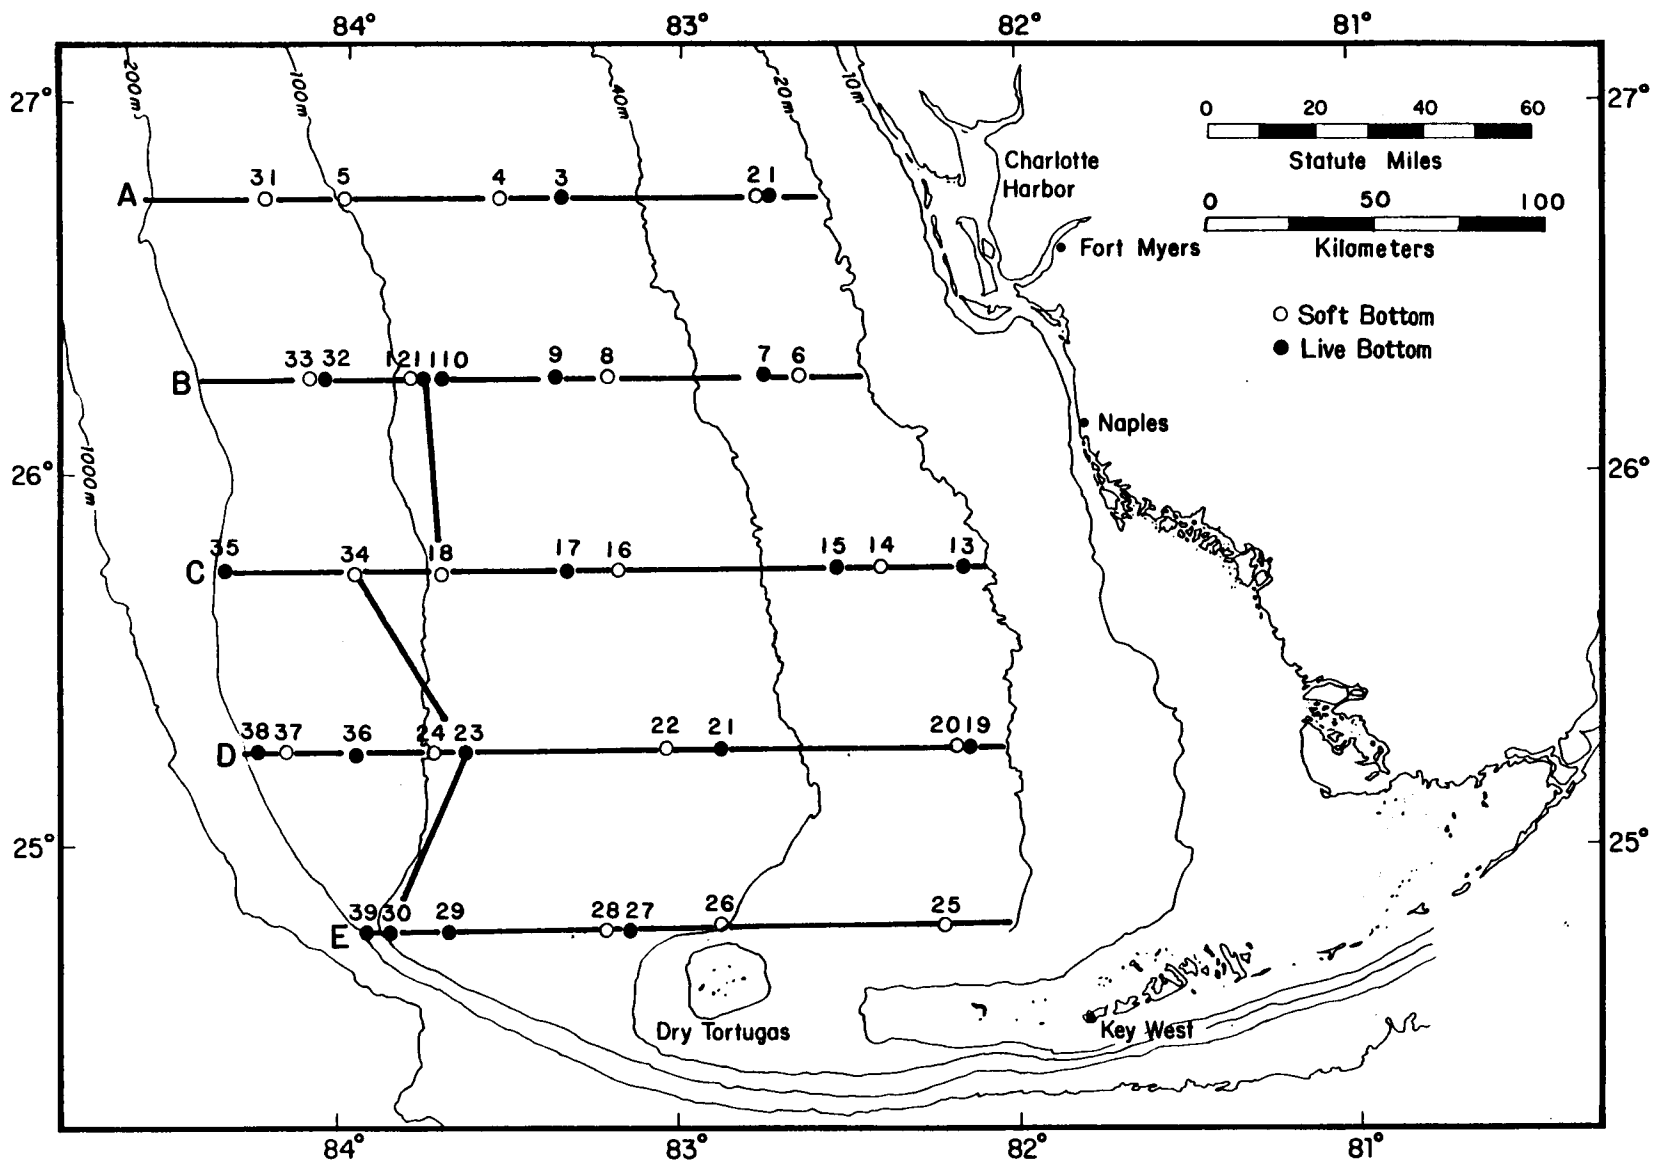 84° 83° 82° 81°
200m 100m 40m 20m 10m
27° 27°
0 20 40 60
Statute Miles
0 50 100
Kilometers
Charlotte
Harbor
A 31 5 4 3 2 1
Fort Myers
Soft Bottom
Live Bottom
B 33 32 12 11 10 9 8 7 6
Naples
1000m
26° 26°
C 35 34 18 17 16 15 14 13
D 38 37 36 24 23 22 21 20 19
25° 25°
E 39 30 29 28 27 26 25
Dry Tortugas
Key West
84° 83° 82° 81°